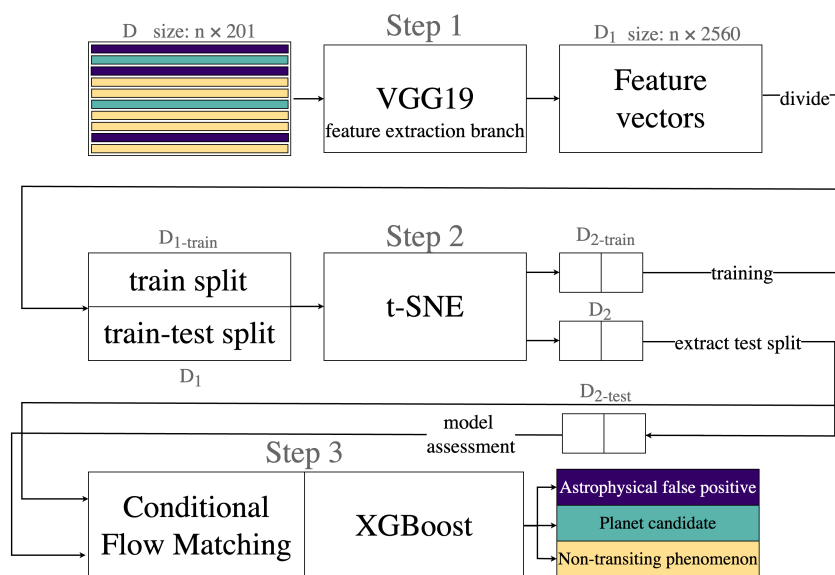 D size: n × 201
Step 1
D₁ size: n × 2560
VGG19
feature extraction branch
Feature
vectors
divide
D₁₋train
Step 2
D₂₋train
train split
train-test split
t-SNE
training
D₂
extract test split
D₁
D₂₋test
model
assessment
Step 3
Conditional
Flow Matching
XGBoost
Astrophysical false positive
Planet candidate
Non-transiting phenomenon